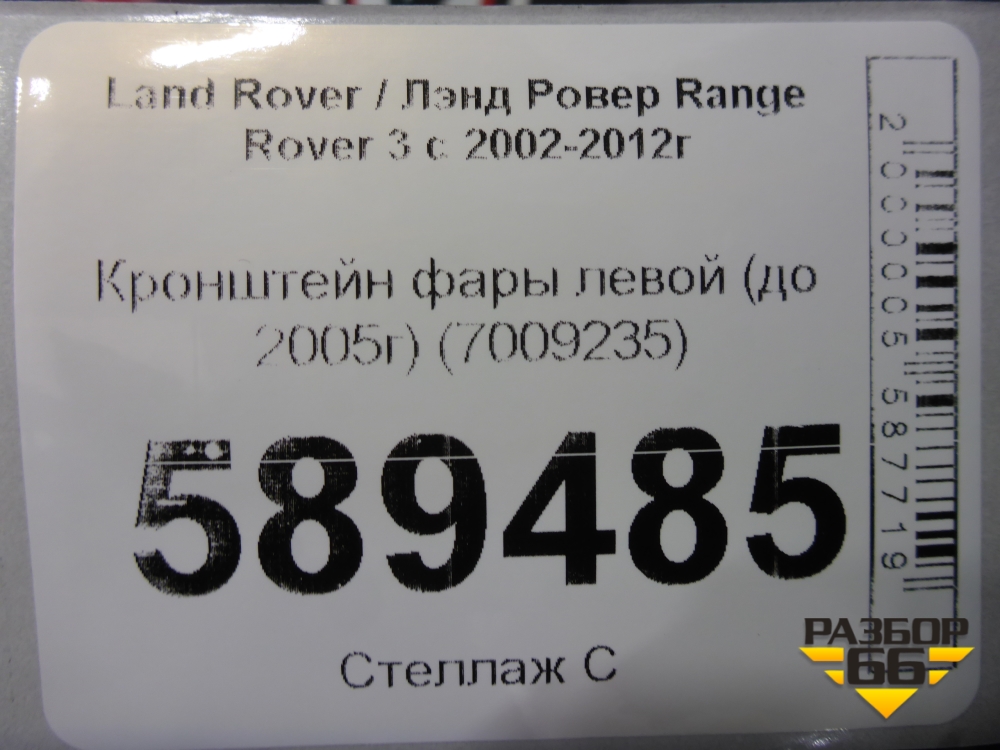 Land Rover / Лэнд Ровер Range
Rover 3 с 2002-2012г
Кронштейн фары левой (до
2005г) (7009235)
589485
Стеллаж С
2000005587719
РАЗБОР
66